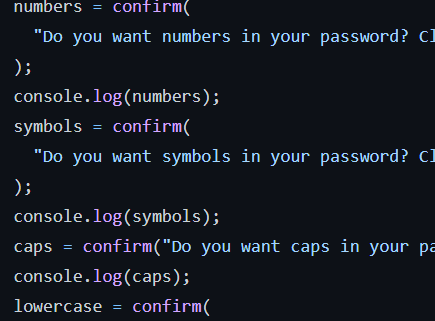 numbers = confirm(
"Do you want numbers in your password? Cl
);
console.log(numbers);
symbols = confirm(
"Do you want symbols in your password? Cl
);
console.log(symbols);
caps = confirm("Do you want caps in your pa
console.log(caps);
lowercase = confirm(